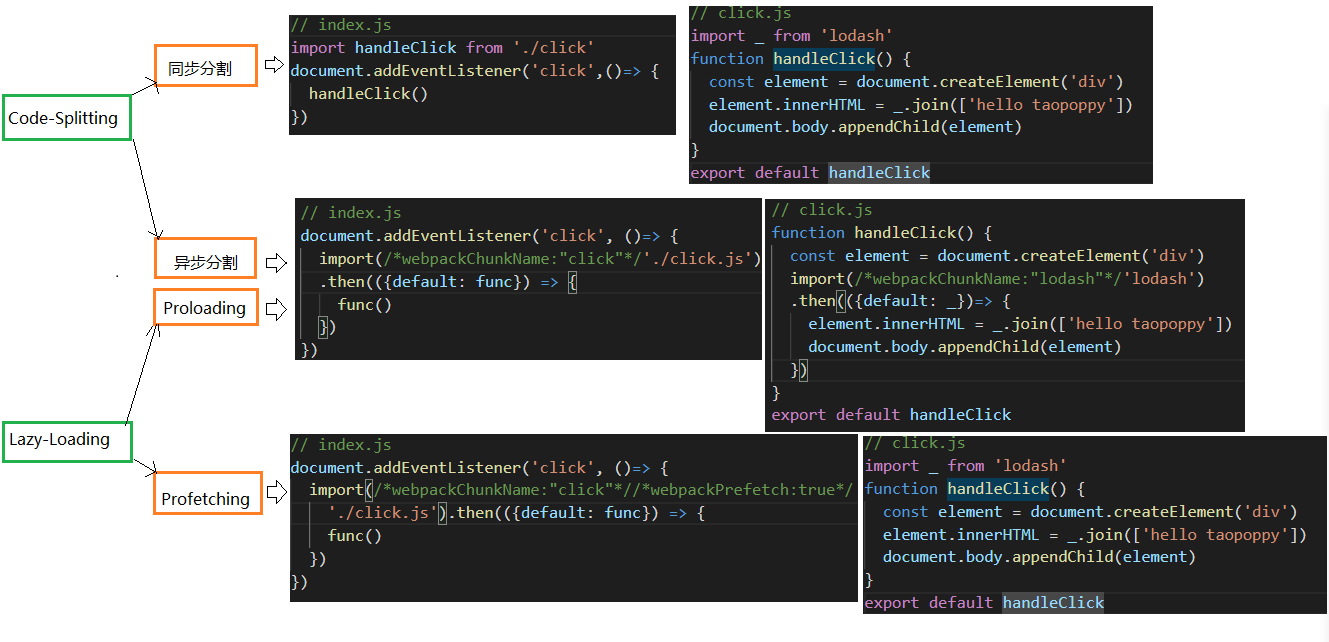 Code-Splitting
同步分割
// index.js
import handleClick from './click'
document.addEventListener('click',()=> {
handleClick()
})
// click.js
import _ from 'lodash'
function handleClick() {
const element = document.createElement('div')
element.innerHTML = _.join(['hello taopoppy'])
document.body.appendChild(element)
}
export default handleClick
异步分割
Proloading
// index.js
document.addEventListener('click', ()=> {
import(/*webpackChunkName:"click"*/'./click.js')
.then(({default: func}) => {
func()
})
})
// click.js
function handleClick() {
const element = document.createElement('div')
import(/*webpackChunkName:"lodash"*/'lodash')
.then(({default: _})=> {
element.innerHTML = _.join(['hello taopoppy'])
document.body.appendChild(element)
})
}
export default handleClick
Lazy-Loading
Profetching
// index.js
document.addEventListener('click', ()=> {
import(/*webpackChunkName:"click"*//*webpackPrefetch:true*/
'./click.js').then(({default: func}) => {
func()
})
})
// click.js
import _ from 'lodash'
function handleClick() {
const element = document.createElement('div')
element.innerHTML = _.join(['hello taopoppy'])
document.body.appendChild(element)
}
export default handleClick